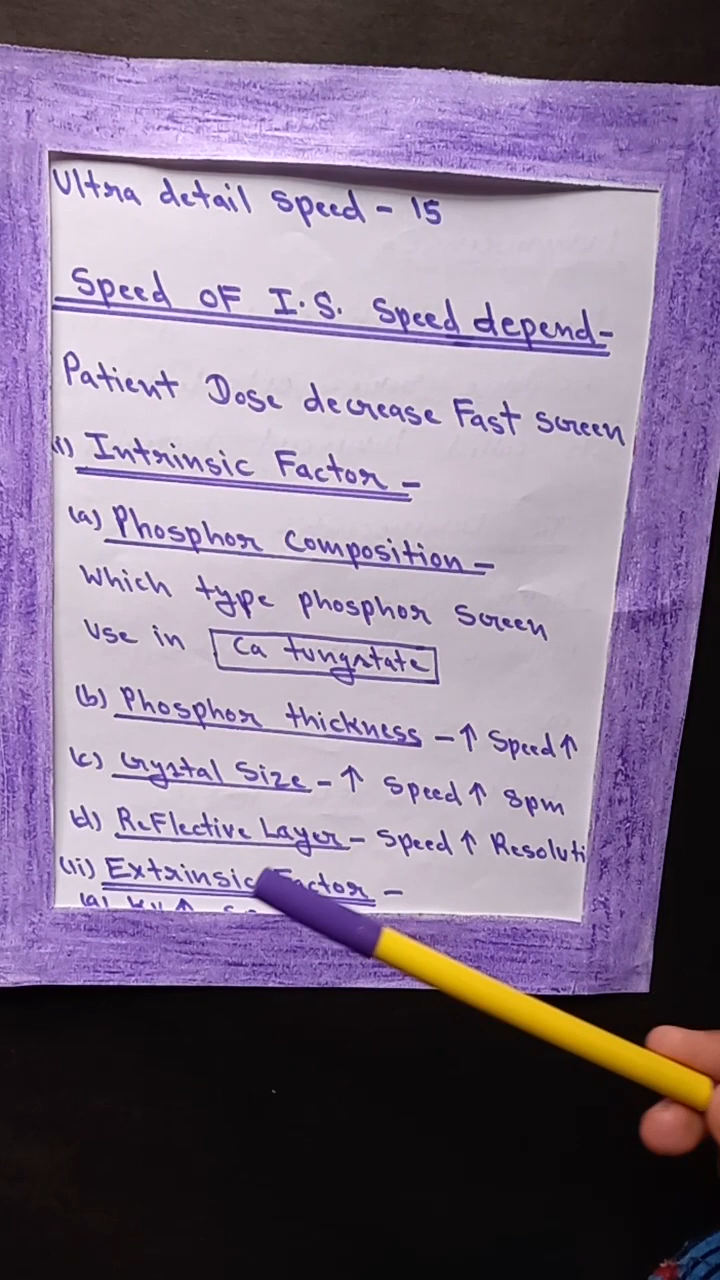 Ultra detail speed - 15
Speed OF I.S. Speed depend-
Patient Dose decrease Fast screen
(i) Intrinsic Factor -
(a) Phosphor composition -
Which type phosphor Screen
Use in Ca tungstate
(b) Phosphor thickness - ↑ Speed ↑
(c) Crystal Size - ↑ Speed ↑ 8pm
(d) Reflective Layer - Speed ↑ Resoluti
(ii) Extrinsic Factor -